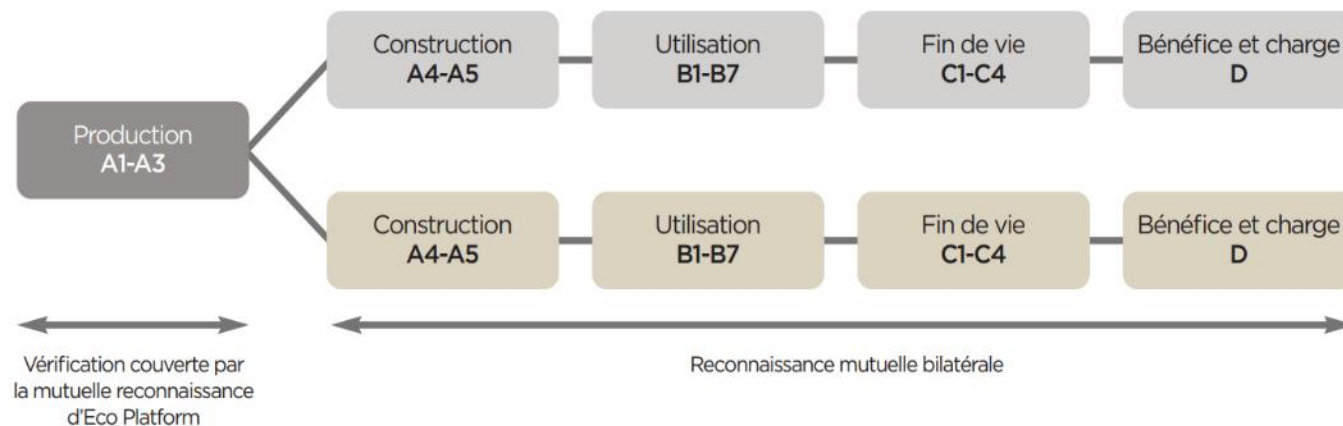 Construction
A4-A5
Utilisation
B1-B7
Fin de vie
C1-C4
Bénéfice et charge
D
Production
A1-A3
Construction
A4-A5
Utilisation
B1-B7
Fin de vie
C1-C4
Bénéfice et charge
D
Vérification couverte par
la mutuelle reconnaissance
d'Eco Platform
Reconnaissance mutuelle bilatérale